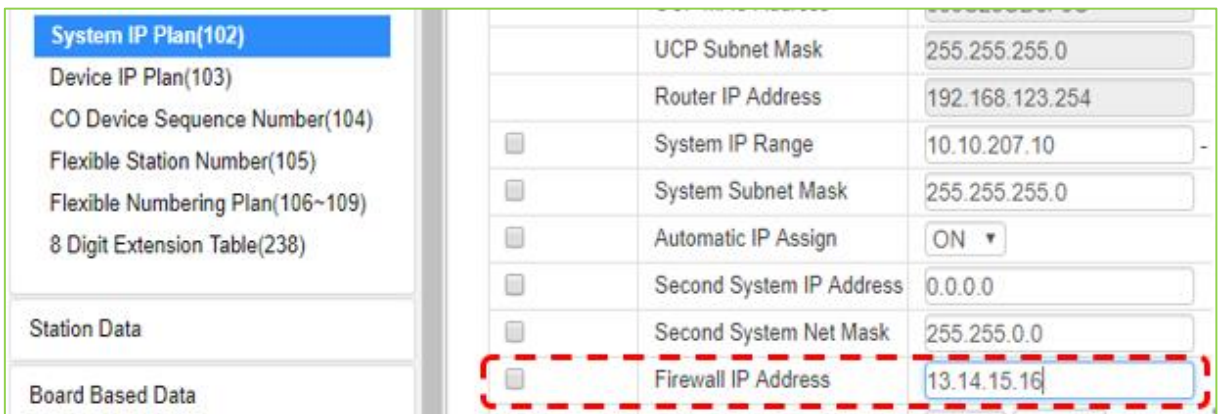 System IP Plan(102)
Device IP Plan(103)
CO Device Sequence Number(104)
Flexible Station Number(105)
Flexible Numbering Plan(106~109)
8 Digit Extension Table(238)
Station Data
Board Based Data
UCP Subnet Mask 255.255.255.0
Router IP Address 192.168.123.254
System IP Range 10.10.207.10 -
System Subnet Mask 255.255.255.0
Automatic IP Assign ON
Second System IP Address 0.0.0.0
Second System Net Mask 255.255.0.0
Firewall IP Address 13.14.15.16